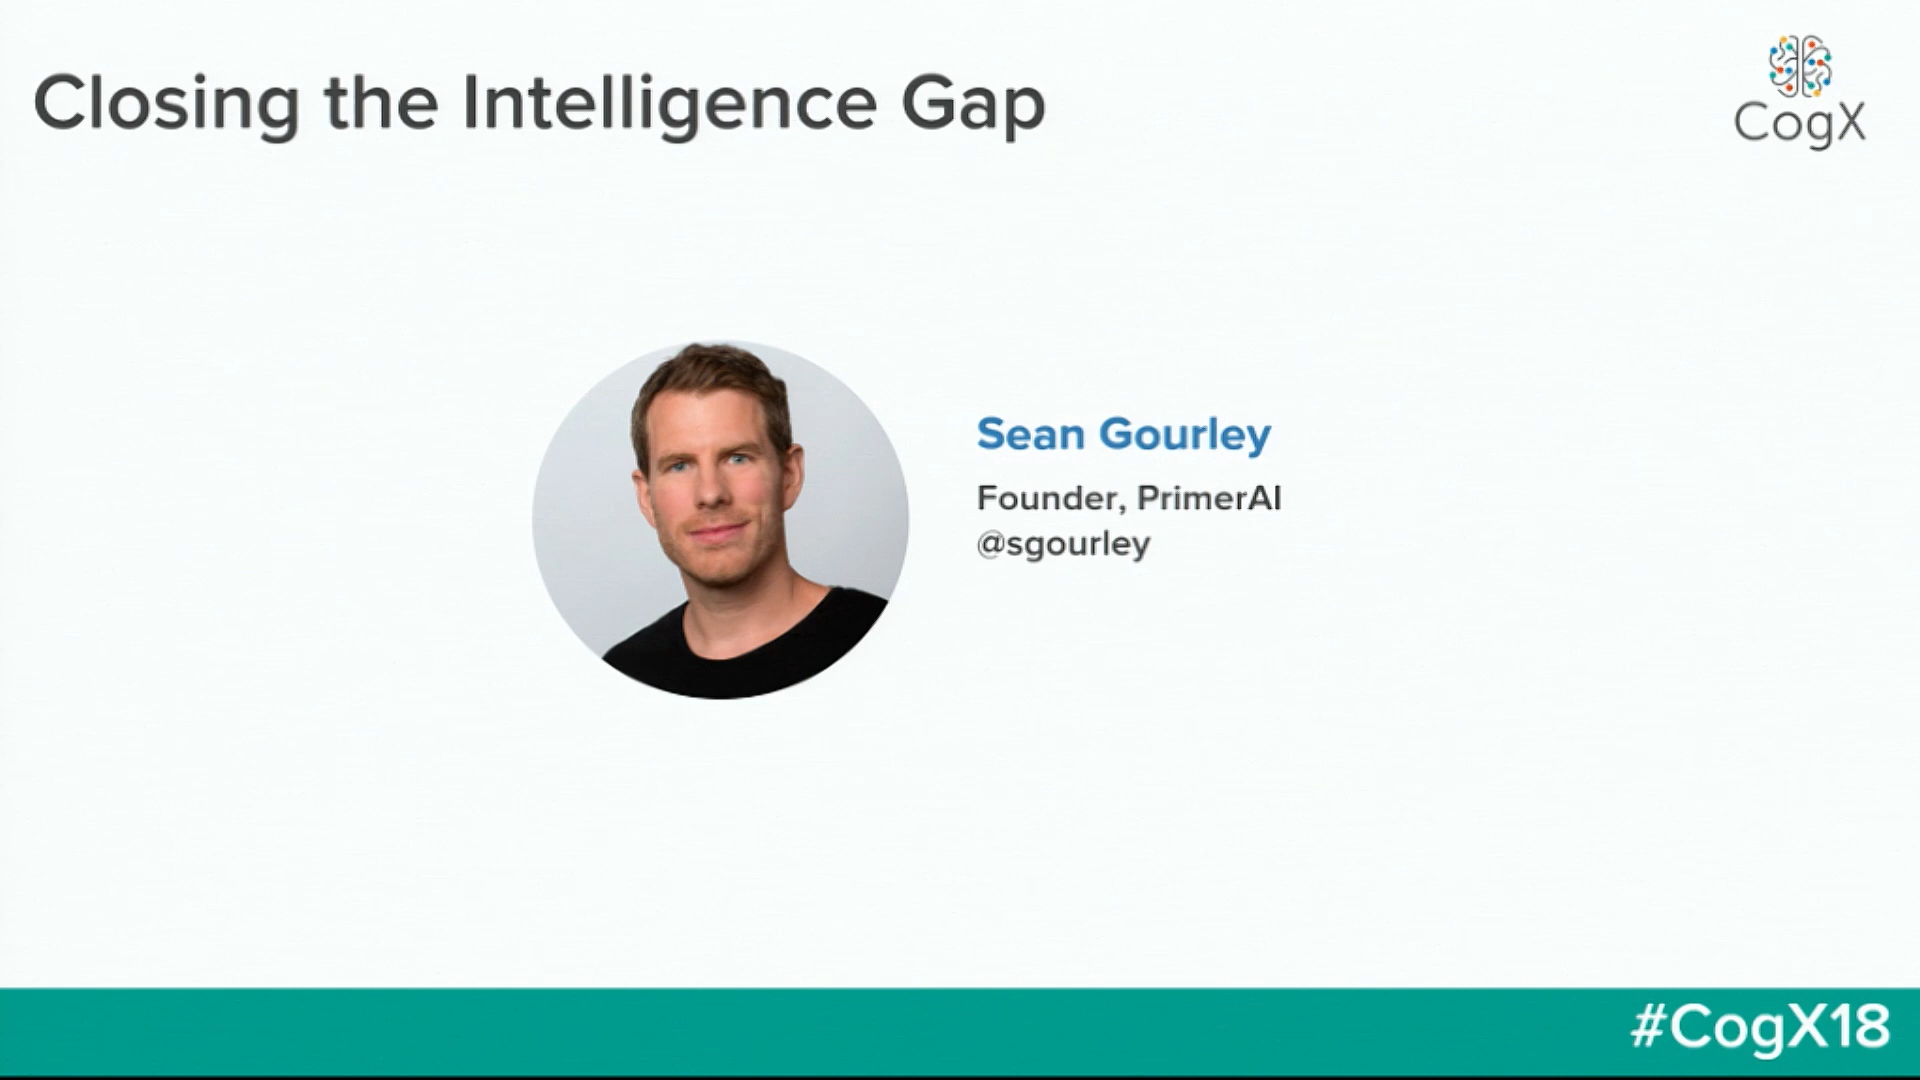 Closing the Intelligence Gap
CogX
Sean Gourley
Founder, PrimerAI
@sgourley
#CogX18